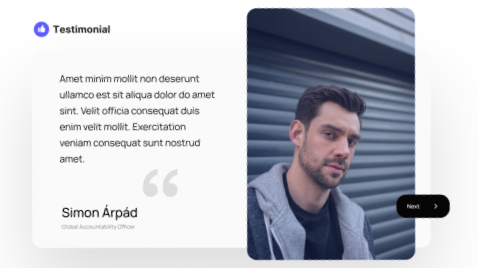 Testimonial
Amet minim mollit non deserunt
ullamco est sit aliqua dolor do amet
sint. Velit officia consequat duis
enim velit mollit. Exercitation
veniam consequat sunt nostrud
amet.
Simon Árpád
Global Accountability Officer
Next